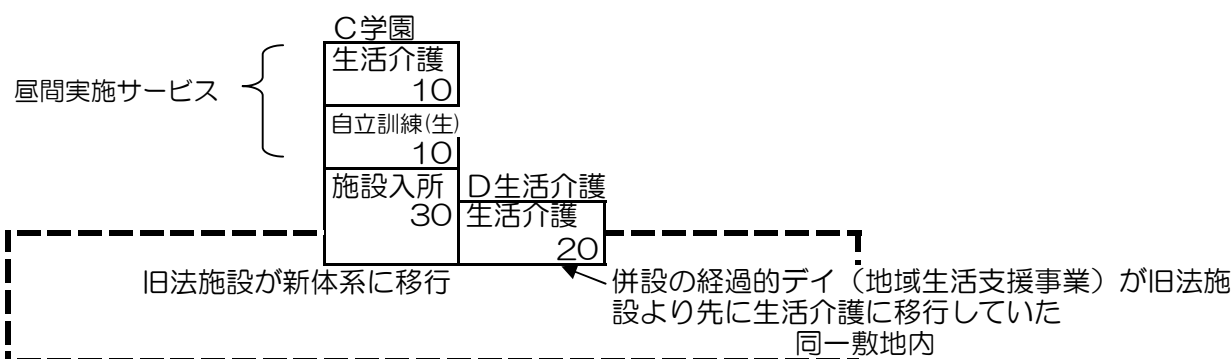 C学園
生活介護
10
昼間実施サービス
自立訓練(生)
10
施設入所
30
D生活介護
生活介護
20
旧法施設が新体系に移行
併設の経過的デイ（地域生活支援事業）が旧法施
設より先に生活介護に移行していた
同一敷地内